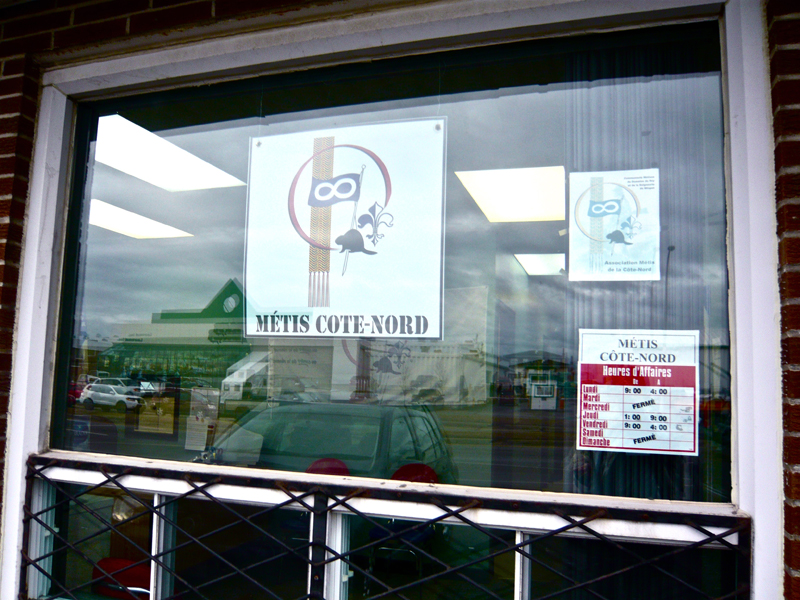 MÉTIS COTE-NORD
Association Métis
de la Côte-Nord
MÉTIS
CÔTE-NORD
Heures d'Affaires
De A
Lundi 9:00 4:00
Mardi
Mercredi FERMÉ
Jeudi 1:00 9:00
Vendredi 9:00 4:00
Samedi
Dimanche FERMÉ